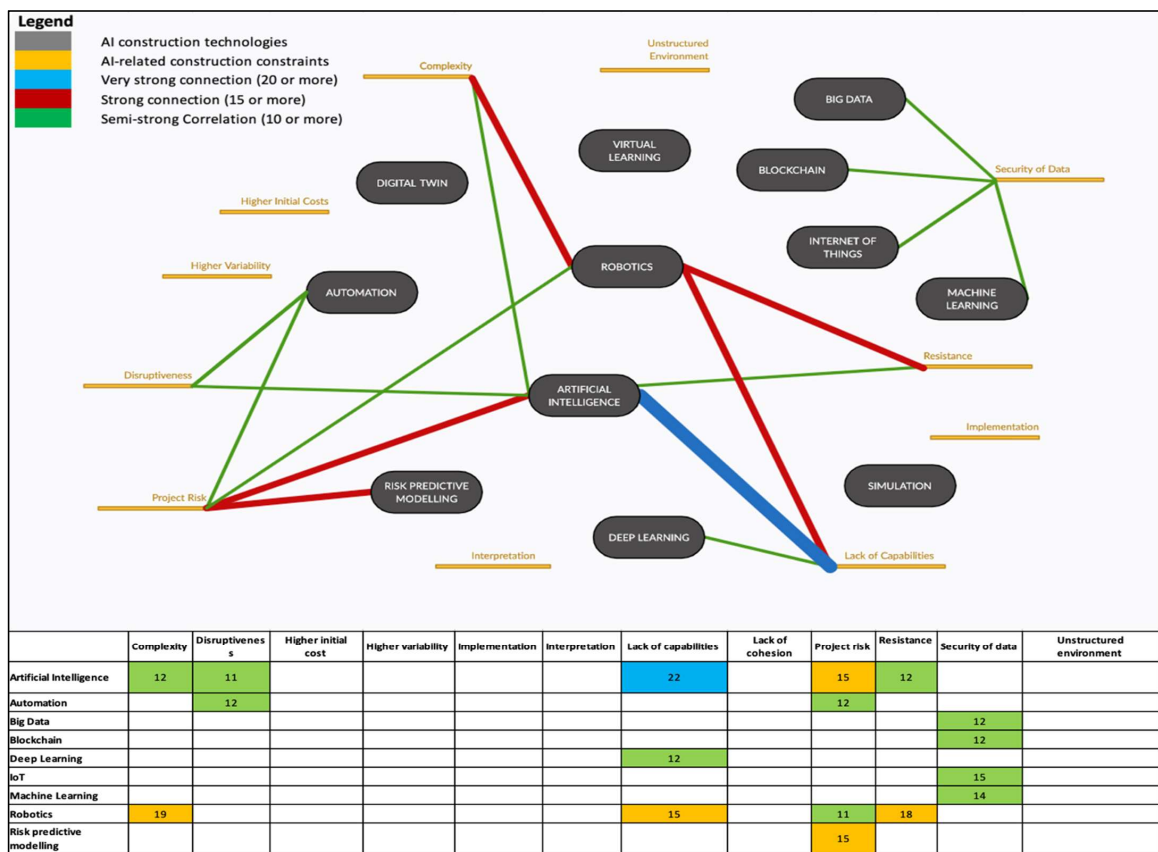 Legend
AI construction technologies
AI-related construction constraints
Very strong connection (20 or more)
Strong connection (15 or more)
Semi-strong Correlation (10 or more)
Unstructured
Environment
Complexity
BIG DATA
VIRTUAL
LEARNING
BLOCKCHAIN
Security of Data
DIGITAL TWIN
Higher Initial Costs
INTERNET OF
THINGS
ROBOTICS
Higher Variability
AUTOMATION
MACHINE
LEARNING
Resistance
Disruptiveness
ARTIFICIAL
INTELLIGENCE
Implementation
RISK PREDICTIVE
MODELLING
SIMULATION
Project Risk
DEEP LEARNING
Interpretation
Lack of Capabilities
Complexity Disruptivenes
s Higher initial
cost Higher variability Implementation Interpretation Lack of capabilities Lack of
cohesion Project risk Resistance Security of data Unstructured
environment
Artificial Intelligence 12 11 22 15 12
Automation 12 12
Big Data 12
Blockchain 12
Deep Learning 12
IoT 15
Machine Learning 14
Robotics 19 15 11 18
Risk predictive
modelling 15